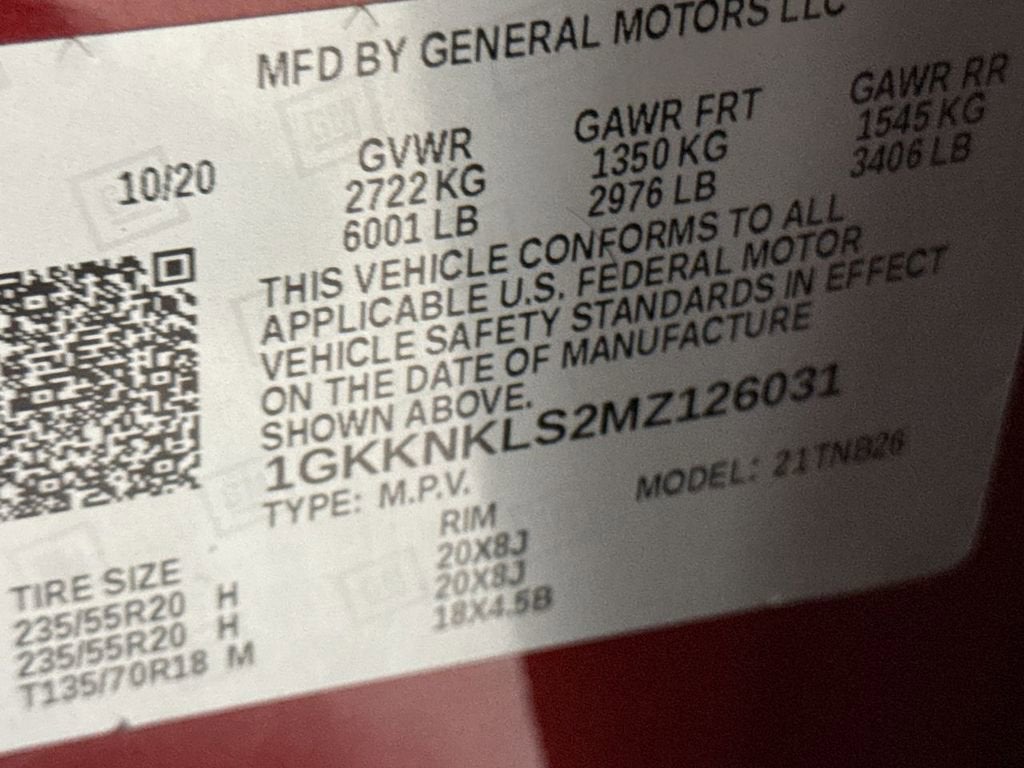 MFD BY GENERAL MOTORS LLC
10/20 GVWR GAWR FRT GAWR RR
2722 KG 1350 KG 1545 KG
6001 LB 2976 LB 3406 LB
THIS VEHICLE CONFORMS TO ALL
APPLICABLE U.S. FEDERAL MOTOR
VEHICLE SAFETY STANDARDS IN EFFECT
ON THE DATE OF MANUFACTURE
SHOWN ABOVE.
1GKKNKLS2MZ126031
TYPE: M.P.V. MODEL: 21TNB26
TIRE SIZE RIM
235/55R20 H 20X8J
235/55R20 H 20X8J
T135/70R18 M 18X4.5B